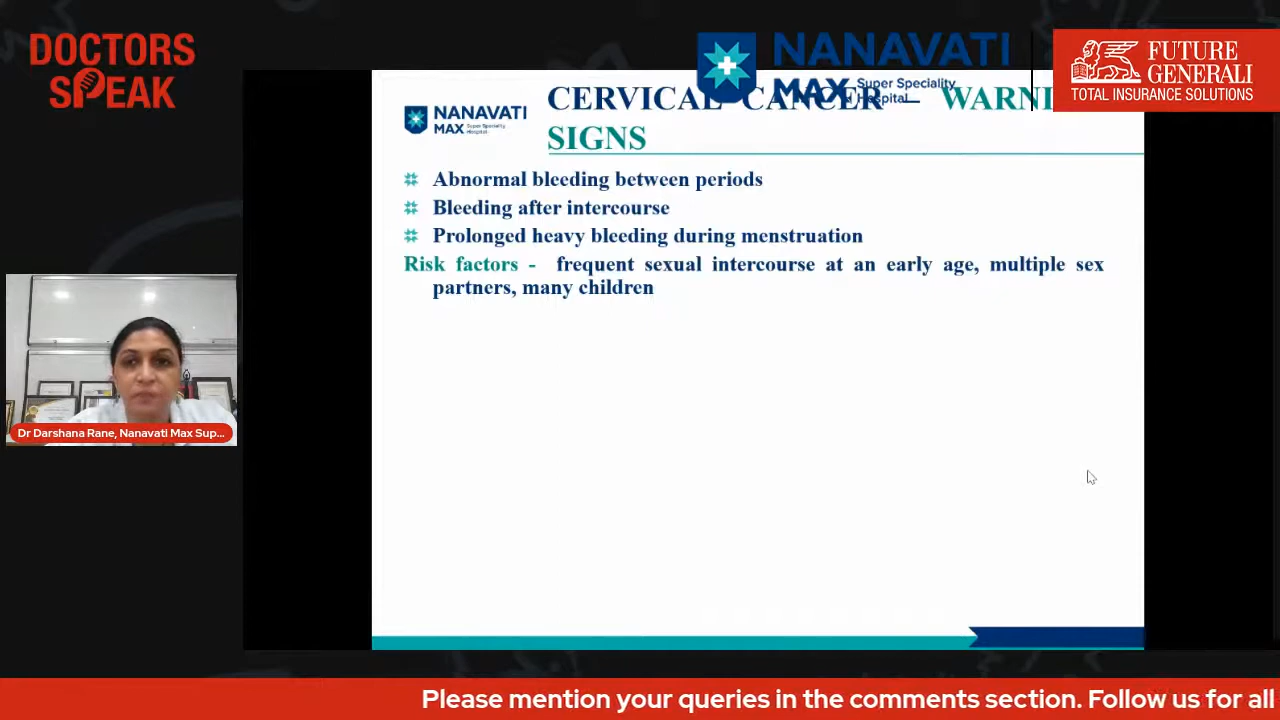 DOCTORS
SPEAK
NANAVATI
MAX Super Speciality
Hospital
FUTURE
GENERALI
TOTAL INSURANCE SOLUTIONS
NANAVATI
MAX Super Speciality
Hospital
CERVICAL CANCER – WARNI
SIGNS
Abnormal bleeding between periods
Bleeding after intercourse
Prolonged heavy bleeding during menstruation
Risk factors - frequent sexual intercourse at an early age, multiple sex
partners, many children
Dr Darshana Rane, Nanavati Max Sup...
Please mention your queries in the comments section. Follow us for all